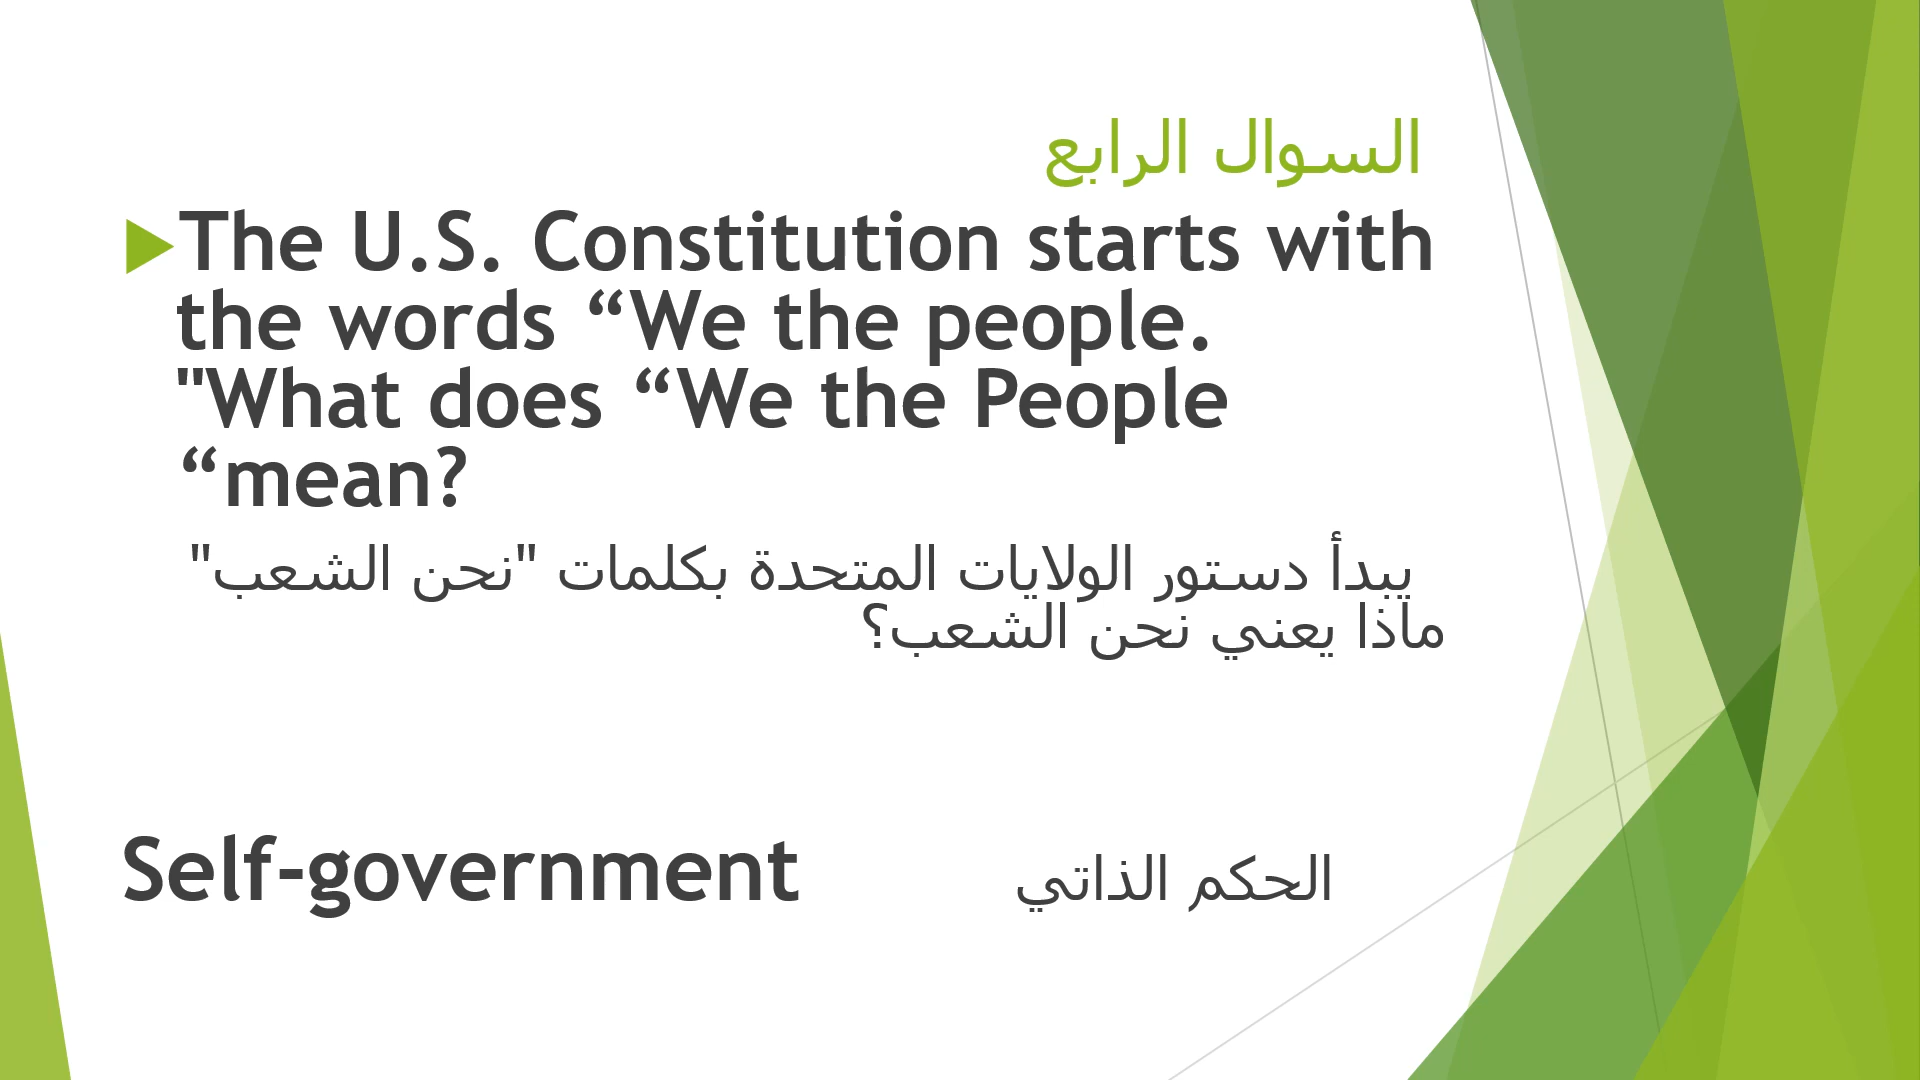 السوال الرابع
The U.S. Constitution starts with
the words “We the people.
"What does “We the People
“mean?
يبدأ دستور الولايات المتحدة بكلمات "نحن الشعب"
ماذا يعني نحن الشعب؟
Self-government الحكم الذاتي